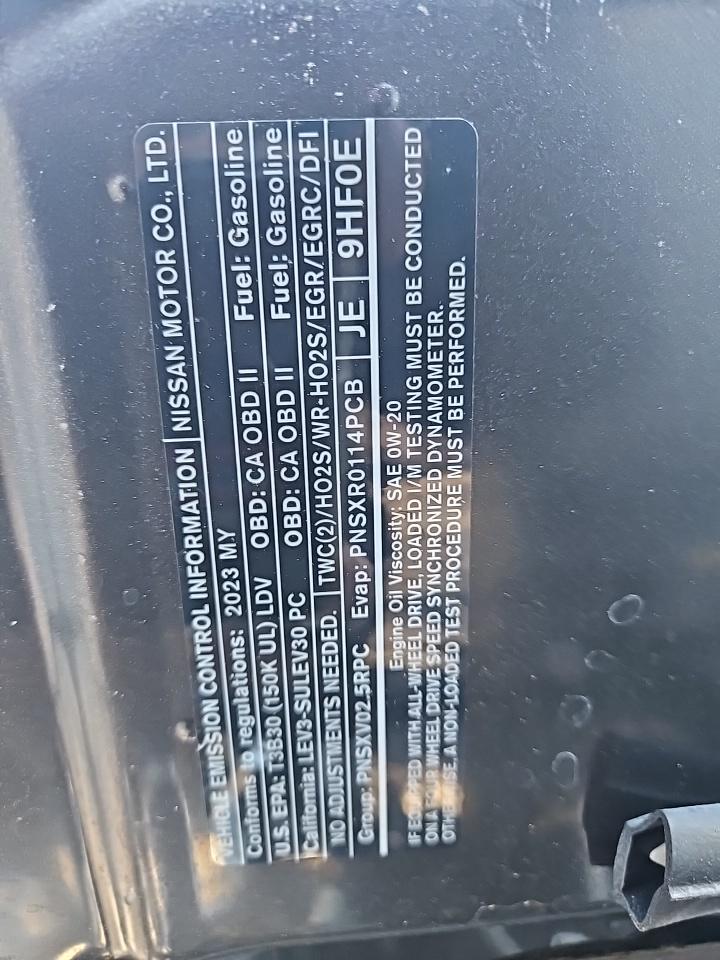 VEHICLE EMISSION CONTROL INFORMATION NISSAN MOTOR CO., LTD.
Conforms to regulations: 2023 MY
U.S. EPA: T3B30 (150K UL) LDV OBD: CA OBD II Fuel: Gasoline
California: LEV3-SULEV30 PC OBD: CA OBD II Fuel: Gasoline
NO ADJUSTMENTS NEEDED. TWC(2)/HO2S/WR-HO2S/EGR/EGRC/DFI
Group: PNSXV02.5RPC Evap: PNSXR0114PCB JE 9HF0E
Engine Oil Viscosity: SAE 0W-20
IF EQUIPPED WITH ALL-WHEEL DRIVE, LOADED I/M TESTING MUST BE CONDUCTED
ON A FOUR WHEEL DRIVE SPEED SYNCHRONIZED DYNAMOMETER.
OTHERWISE, A NON-LOADED TEST PROCEDURE MUST BE PERFORMED.